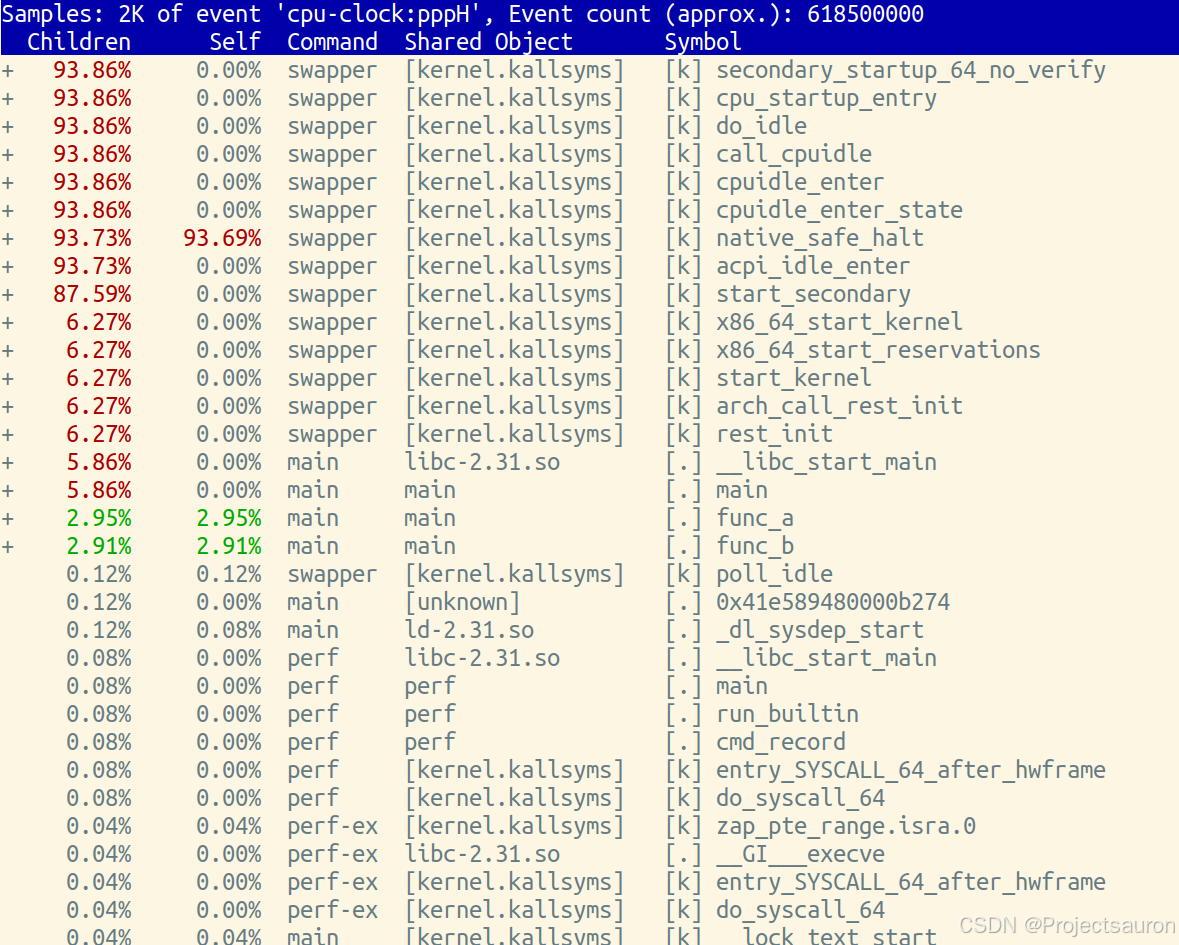 Samples: 2K of event 'cpu-clock:pppH', Event count (approx.): 618500000
Children Self Command Shared Object Symbol
+ 93.86% 0.00% swapper [kernel.kallsyms] [k] secondary_startup_64_no_verify
+ 93.86% 0.00% swapper [kernel.kallsyms] [k] cpu_startup_entry
+ 93.86% 0.00% swapper [kernel.kallsyms] [k] do_idle
+ 93.86% 0.00% swapper [kernel.kallsyms] [k] call_cpuidle
+ 93.86% 0.00% swapper [kernel.kallsyms] [k] cpuidle_enter
+ 93.86% 0.00% swapper [kernel.kallsyms] [k] cpuidle_enter_state
+ 93.73% 93.69% swapper [kernel.kallsyms] [k] native_safe_halt
+ 93.73% 0.00% swapper [kernel.kallsyms] [k] acpi_idle_enter
+ 87.59% 0.00% swapper [kernel.kallsyms] [k] start_secondary
+ 6.27% 0.00% swapper [kernel.kallsyms] [k] x86_64_start_kernel
+ 6.27% 0.00% swapper [kernel.kallsyms] [k] x86_64_start_reservations
+ 6.27% 0.00% swapper [kernel.kallsyms] [k] start_kernel
+ 6.27% 0.00% swapper [kernel.kallsyms] [k] arch_call_rest_init
+ 6.27% 0.00% swapper [kernel.kallsyms] [k] rest_init
+ 5.86% 0.00% main libc-2.31.so [.] __libc_start_main
+ 5.86% 0.00% main main [.] main
+ 2.95% 2.95% main main [.] func_a
+ 2.91% 2.91% main main [.] func_b
0.12% 0.12% swapper [kernel.kallsyms] [k] poll_idle
0.12% 0.00% main [unknown] [.] 0x41e589480000b274
0.12% 0.08% main ld-2.31.so [.] _dl_sysdep_start
0.08% 0.00% perf libc-2.31.so [.] __libc_start_main
0.08% 0.00% perf perf [.] main
0.08% 0.00% perf perf [.] run_builtin
0.08% 0.00% perf perf [.] cmd_record
0.08% 0.00% perf [kernel.kallsyms] [k] entry_SYSCALL_64_after_hwframe
0.08% 0.00% perf [kernel.kallsyms] [k] do_syscall_64
0.04% 0.04% perf-ex [kernel.kallsyms] [k] zap_pte_range.isra.0
0.04% 0.00% perf-ex libc-2.31.so [.] __GI___execve
0.04% 0.00% perf-ex [kernel.kallsyms] [k] entry_SYSCALL_64_after_hwframe
0.04% 0.00% perf-ex [kernel.kallsyms] [k] do_syscall_64
0.04% 0.04% main [kernel.kallsyms] [k] __lock_text_start
CSDN @Projectsauron